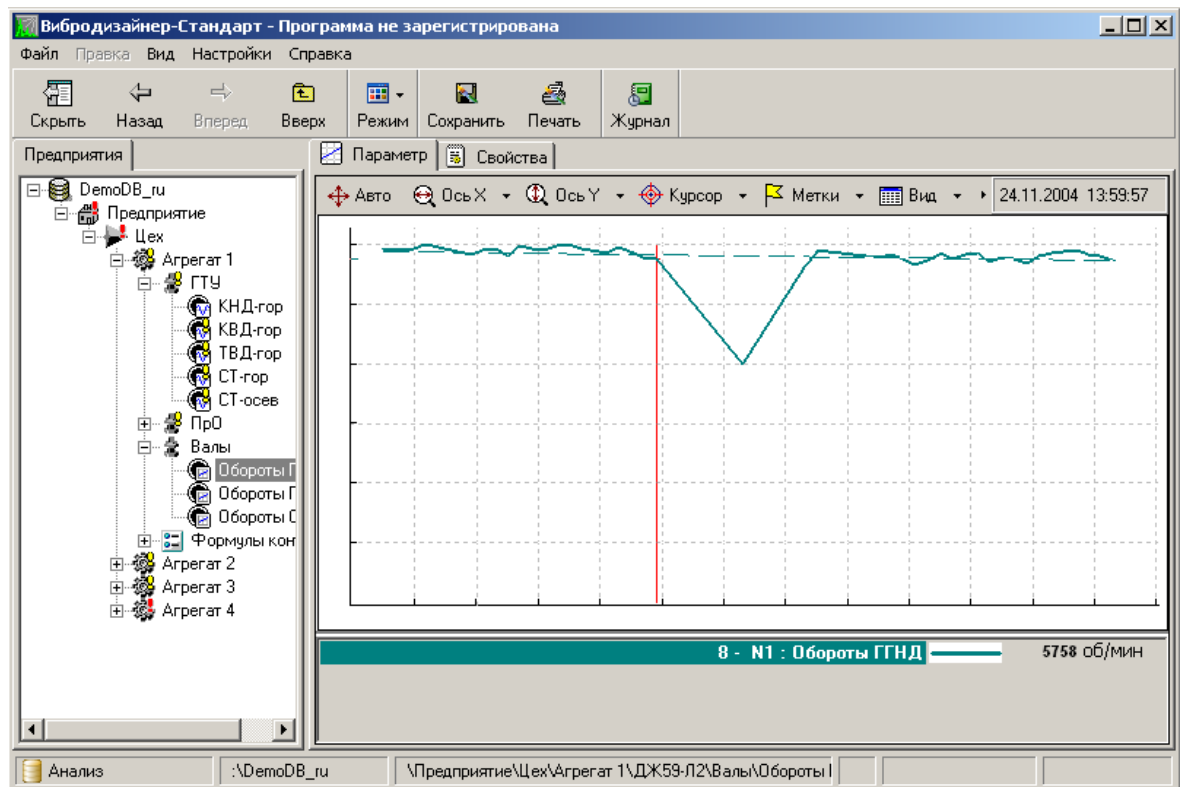 Вибродизайнер-Стандарт - Программа не зарегистрирована
Файл Правка Вид Настройки Справка
Скрыть Назад Вперед Вверх Режим Сохранить Печать Журнал
Предприятия
Параметр Свойства
Авто Ось X Ось Y Курсор Метки Вид 24.11.2004 13:59:57
DemoDB_ru
Предприятие
Цех
Агрегат 1
ГТУ
КНД-гор
КВД-гор
ТВД-гор
СТ-гор
СТ-осев
ПрО
Валы
Обороты Г
Обороты Г
Обороты С
Формулы кон
Агрегат 2
Агрегат 3
Агрегат 4
8 - N1 : Обороты ГГНД 5758 об/мин
Анализ :\DemoDB_ru \Предприятие\Цех\Агрегат 1\ДЖ59-Л2\Валы\Обороты